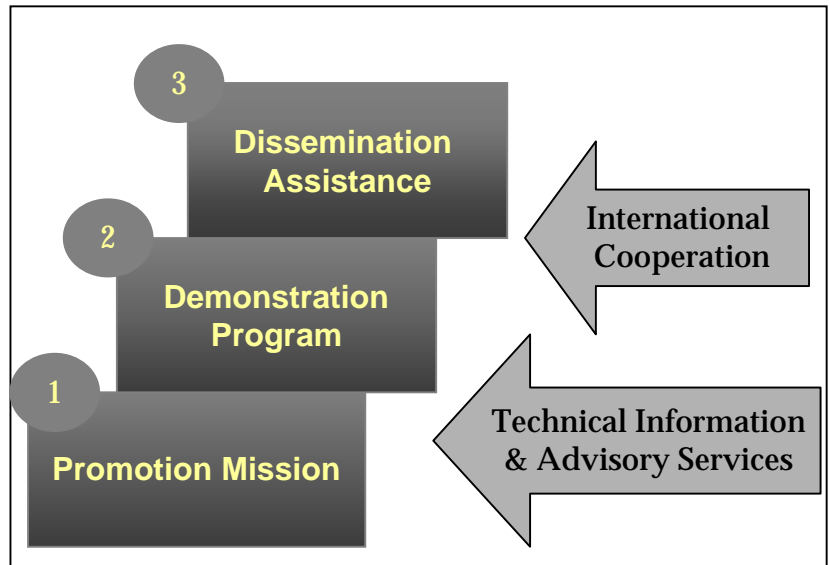 3
Dissemination
Assistance
International
Cooperation
2
Demonstration
Program
1
Promotion Mission
Technical Information
& Advisory Services